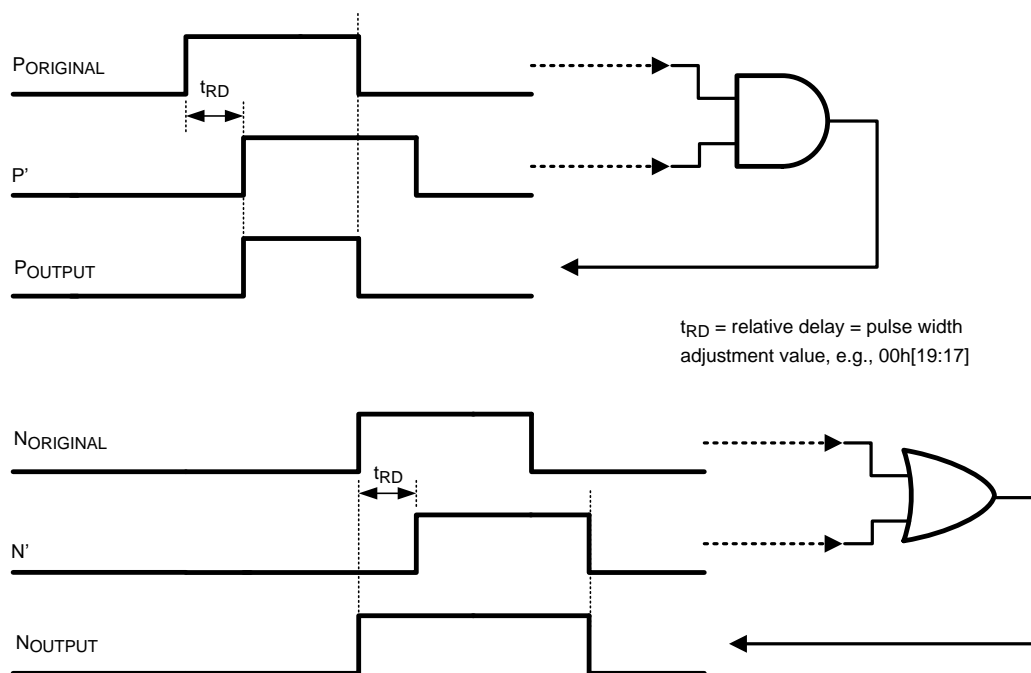 PORIGINAL
tRD
P’
POUTPUT
tRD = relative delay = pulse width
adjustment value, e.g., 00h[19:17]
NORIGINAL
tRD
N’
NOUTPUT